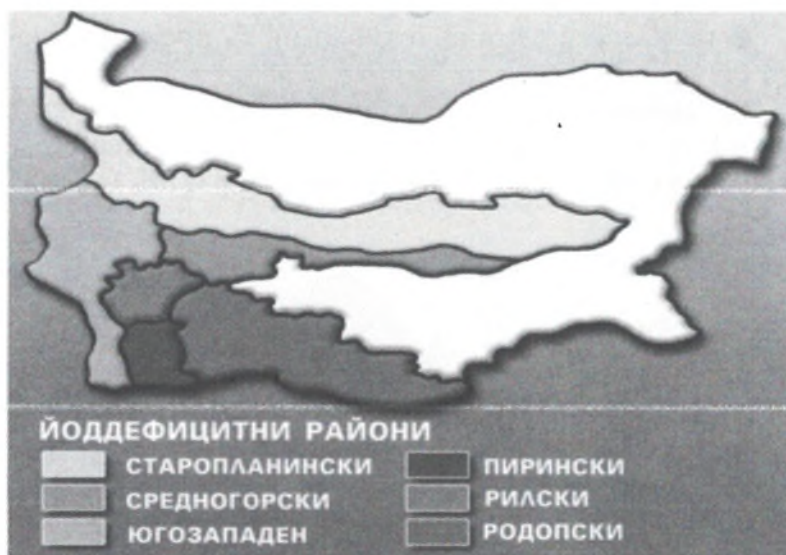 ЙОДДЕФИЦИТНИ РАЙОНИ
СТАРОПЛАНИНСКИ
СРЕДНОГОРСКИ
ЮГОЗАПАДЕН
ПИРИНСКИ
РИЛСКИ
РОДОПСКИ